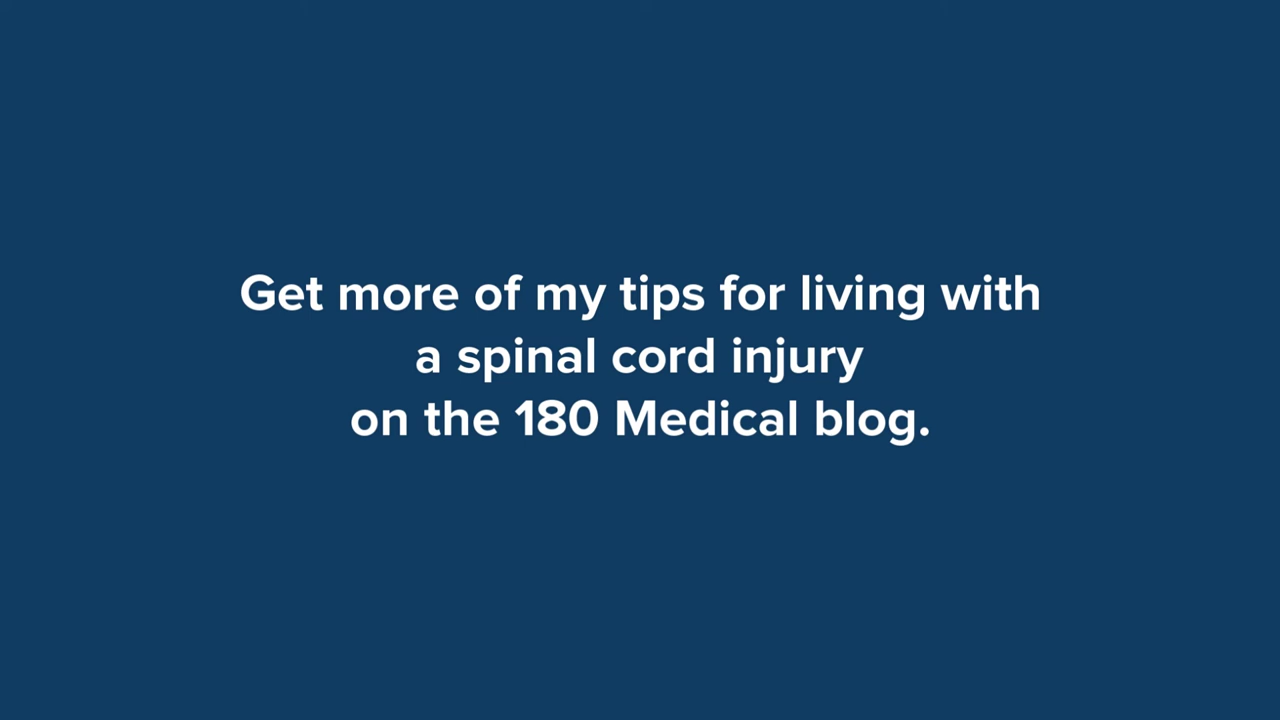 Get more of my tips for living with
a spinal cord injury
on the 180 Medical blog.